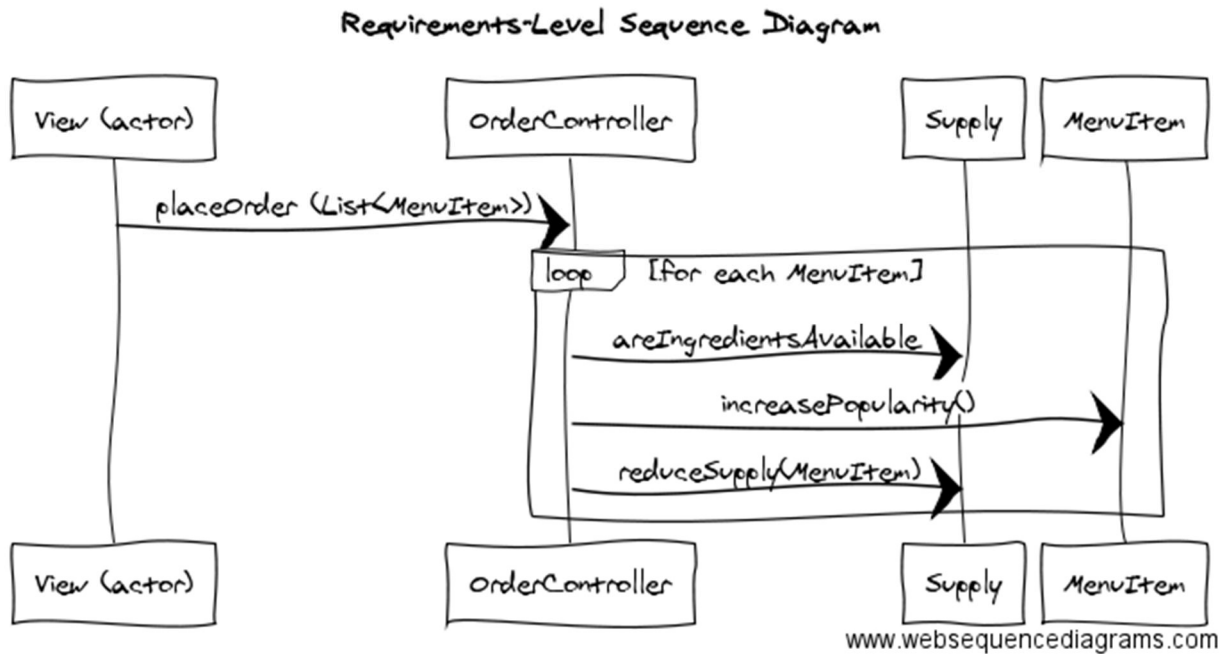 Requirements-Level Sequence Diagram
View (actor)
OrderController
Supply
MenuItem
placeOrder (List<MenuItem>)
loop
[for each MenuItem]
areIngredientsAvailable
increasePopularity()
reduceSupply(MenuItem)
View (actor)
OrderController
Supply
MenuItem
www.websequencediagrams.com